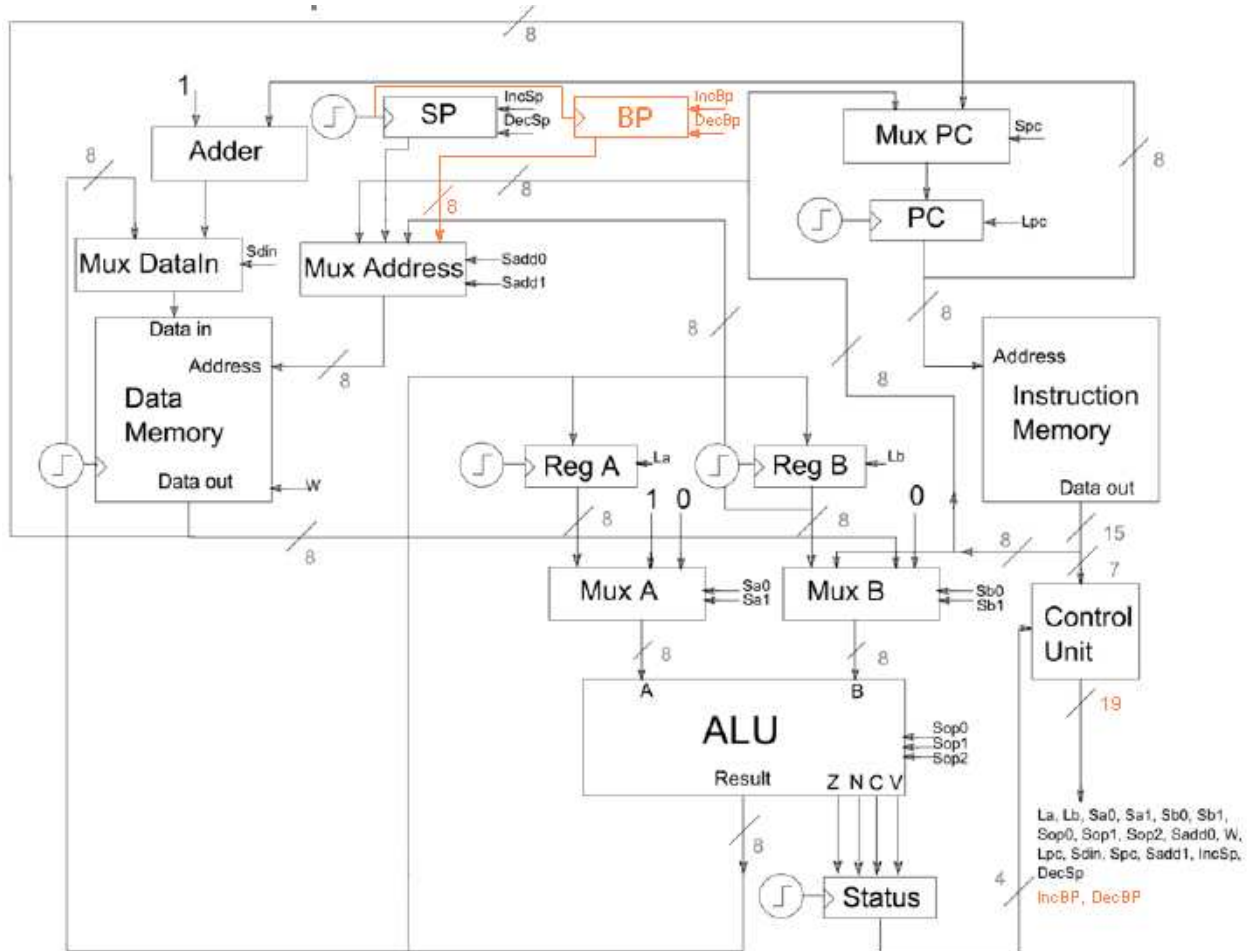 8
1
IncSp
SP
DecSp
IncBp
BP
DecBp
Mux PC
Spc
Adder
8
8
8
8
PC
Lpc
Mux DataIn
Sdin
Mux Address
Sadd0
Sadd1
8
8
Data in
Address
8
8
8
Data
Memory
Address
Instruction
Memory
Reg A
La
Reg B
Lb
Data out
W
Data out
1 0
0
4
8
8
8
8
15
7
Mux A
Sa0
Sa1
Mux B
Sb0
Sb1
Control
Unit
8
8
A
B
19
ALU
Sop0
Sop1
Sop2
Result
Z N C V
8
La, Lb, Sa0, Sa1, Sb0, Sb1,
Sop0, Sop1, Sop2, Sadd0, W,
Lpc, Sdin, Spc, Sadd1, IncSp,
DecSp
IncBP, DecBP
4
Status